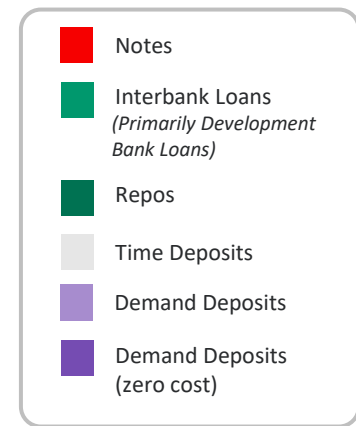 Notes
Interbank Loans
(Primarily Development
Bank Loans)
Repos
Time Deposits
Demand Deposits
Demand Deposits
(zero cost)